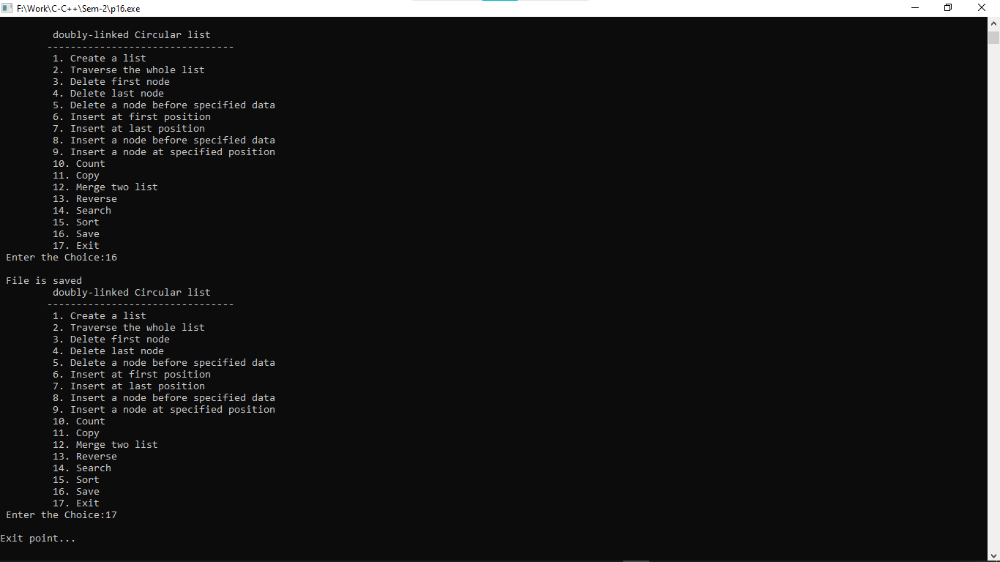 F:\Work\C-C++\Sem-2\p16.exe
doubly-linked Circular list
--------------------------------
1. Create a list
2. Traverse the whole list
3. Delete first node
4. Delete last node
5. Delete a node before specified data
6. Insert at first position
7. Insert at last position
8. Insert a node before specified data
9. Insert a node at specified position
10. Count
11. Copy
12. Merge two list
13. Reverse
14. Search
15. Sort
16. Save
17. Exit
Enter the Choice:16
File is saved
doubly-linked Circular list
--------------------------------
1. Create a list
2. Traverse the whole list
3. Delete first node
4. Delete last node
5. Delete a node before specified data
6. Insert at first position
7. Insert at last position
8. Insert a node before specified data
9. Insert a node at specified position
10. Count
11. Copy
12. Merge two list
13. Reverse
14. Search
15. Sort
16. Save
17. Exit
Enter the Choice:17
Exit point...